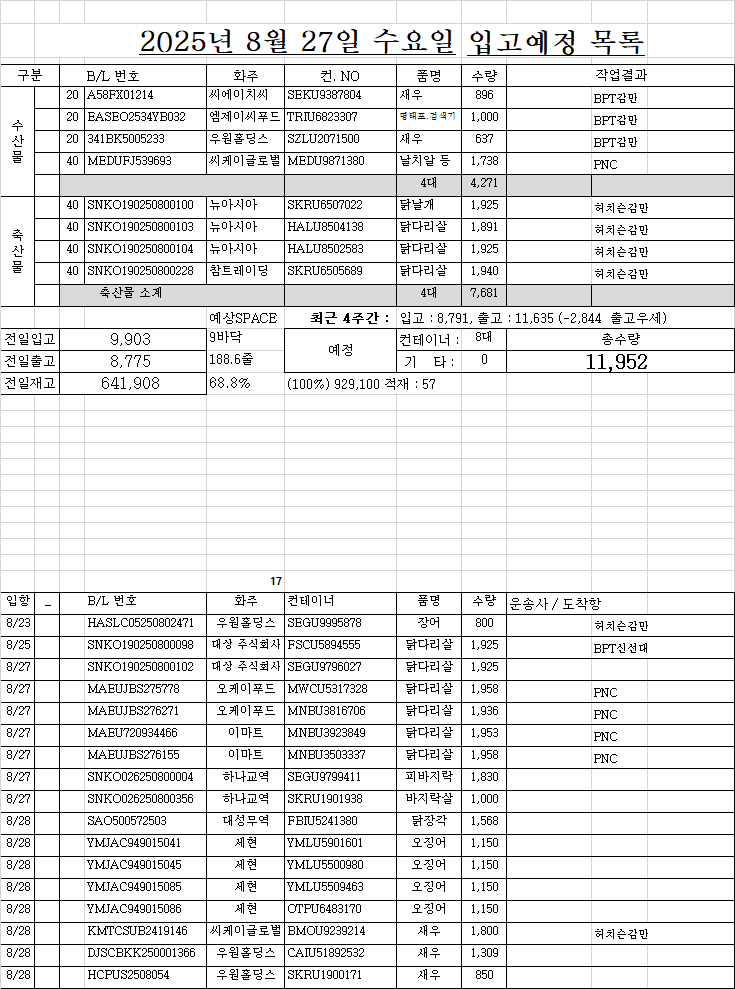 2025년 8월 27일 수요일 입고예정 목록
구분 B/L 번호 화주 컨. NO 품명 수량 작업결과
수산물
20 A58FX01214 씨에이치씨 SEKU9387804 새우 896 BPT감만
20 EASEO2534YB032 엠제이씨푸드 TRIU6823307 명태포.검색기 1,000 BPT감만
20 341BK5005233 우원홀딩스 SZLU2071500 새우 637 BPT감만
40 MEDUFJ539693 씨케이글로벌 MEDU9871380 날치알 등 1,738 PNC
4대 4,271
축산물
40 SNKO190250800100 뉴아시아 SKRU6507022 닭날개 1,925 허치슨감만
40 SNKO190250800103 뉴아시아 HALU8504138 닭다리살 1,891 허치슨감만
40 SNKO190250800104 뉴아시아 HALU8502583 닭다리살 1,925 허치슨감만
40 SNKO190250800228 참트레이딩 SKRU6505689 닭다리살 1,940 허치슨감만
축산물 소계 4대 7,681
예상SPACE 최근 4주간 : 입고 : 8,791, 출고 : 11,635 (-2,844 출고우세)
전일입고 9,903 9바닥 예정 컨테이너 : 8대 총수량
전일출고 8,775 188.6줄 기 타 : 0 11,952
전일재고 641,908 68.8% (100%) 929,100 적재 : 57
17
입항 _ B/L 번호 화주 컨테이너 품명 수량 운송사 / 도착항
8/23 HASLC05250802471 우원홀딩스 SEGU9995878 장어 800 허치슨감만
8/25 SNKO190250800098 대상 주식회사 FSCU5894555 닭다리살 1,925 BPT신선대
8/27 SNKO190250800102 대상 주식회사 SEGU9796027 닭다리살 1,925
8/27 MAEUJBS275778 오케이푸드 MWCU5317328 닭다리살 1,958 PNC
8/27 MAEUJBS276271 오케이푸드 MNBU3816706 닭다리살 1,936 PNC
8/27 MAEU720934466 이마트 MNBU3923849 닭다리살 1,953 PNC
8/27 MAEUJBS276155 이마트 MNBU3503337 닭다리살 1,958 PNC
8/27 SNKO026250800004 하나교역 SEGU9799411 피바지락 1,830
8/27 SNKO026250800356 하나교역 SKRU1901938 바지락살 1,000
8/28 SAO500572503 대성무역 FBIU5241380 닭장각 1,568
8/28 YMJAC949015041 세현 YMLU5901601 오징어 1,150
8/28 YMJAC949015045 세현 YMLU5500980 오징어 1,150
8/28 YMJAC949015085 세현 YMLU5509463 오징어 1,150
8/28 YMJAC949015086 세현 OTPU6483170 오징어 1,150
8/28 KMTCSUB2419146 씨케이글로벌 BMOU9239214 새우 1,800 허치슨감만
8/28 DJSCBKK250001366 우원홀딩스 CAIU51892532 새우 1,309
8/28 HCPUS2508054 우원홀딩스 SKRU1900171 새우 850